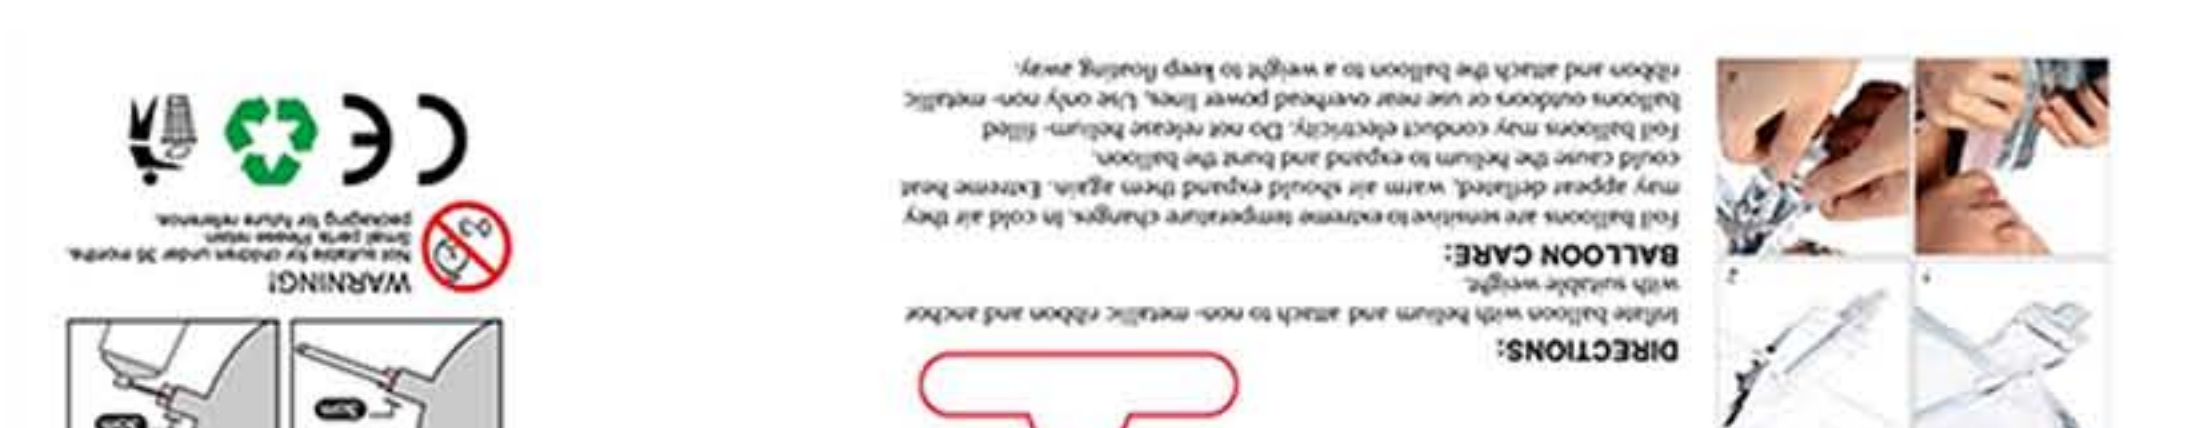 DIRECTIONS:
Inflate balloon with helium and attach to non- metallic ribbon and anchor
with suitable weight.
BALLOON CARE:
Foil balloons are sensitive to extreme temperature changes, In cold air they
may appear deflated, warm air should expand them again. Extreme heat
could cause the helium to expand and burst the balloon.
Foil balloons may conduct electricity. Do not release helium- filled
balloons outdoors or use near overhead power lines, Use only non- metallic
ribbon and attach the balloon to a weight to keep floating away.
5cm
WARNING!
Not suitable for children under 36 months.
Small parts. Please retain
packaging for future reference.
0-3
CE